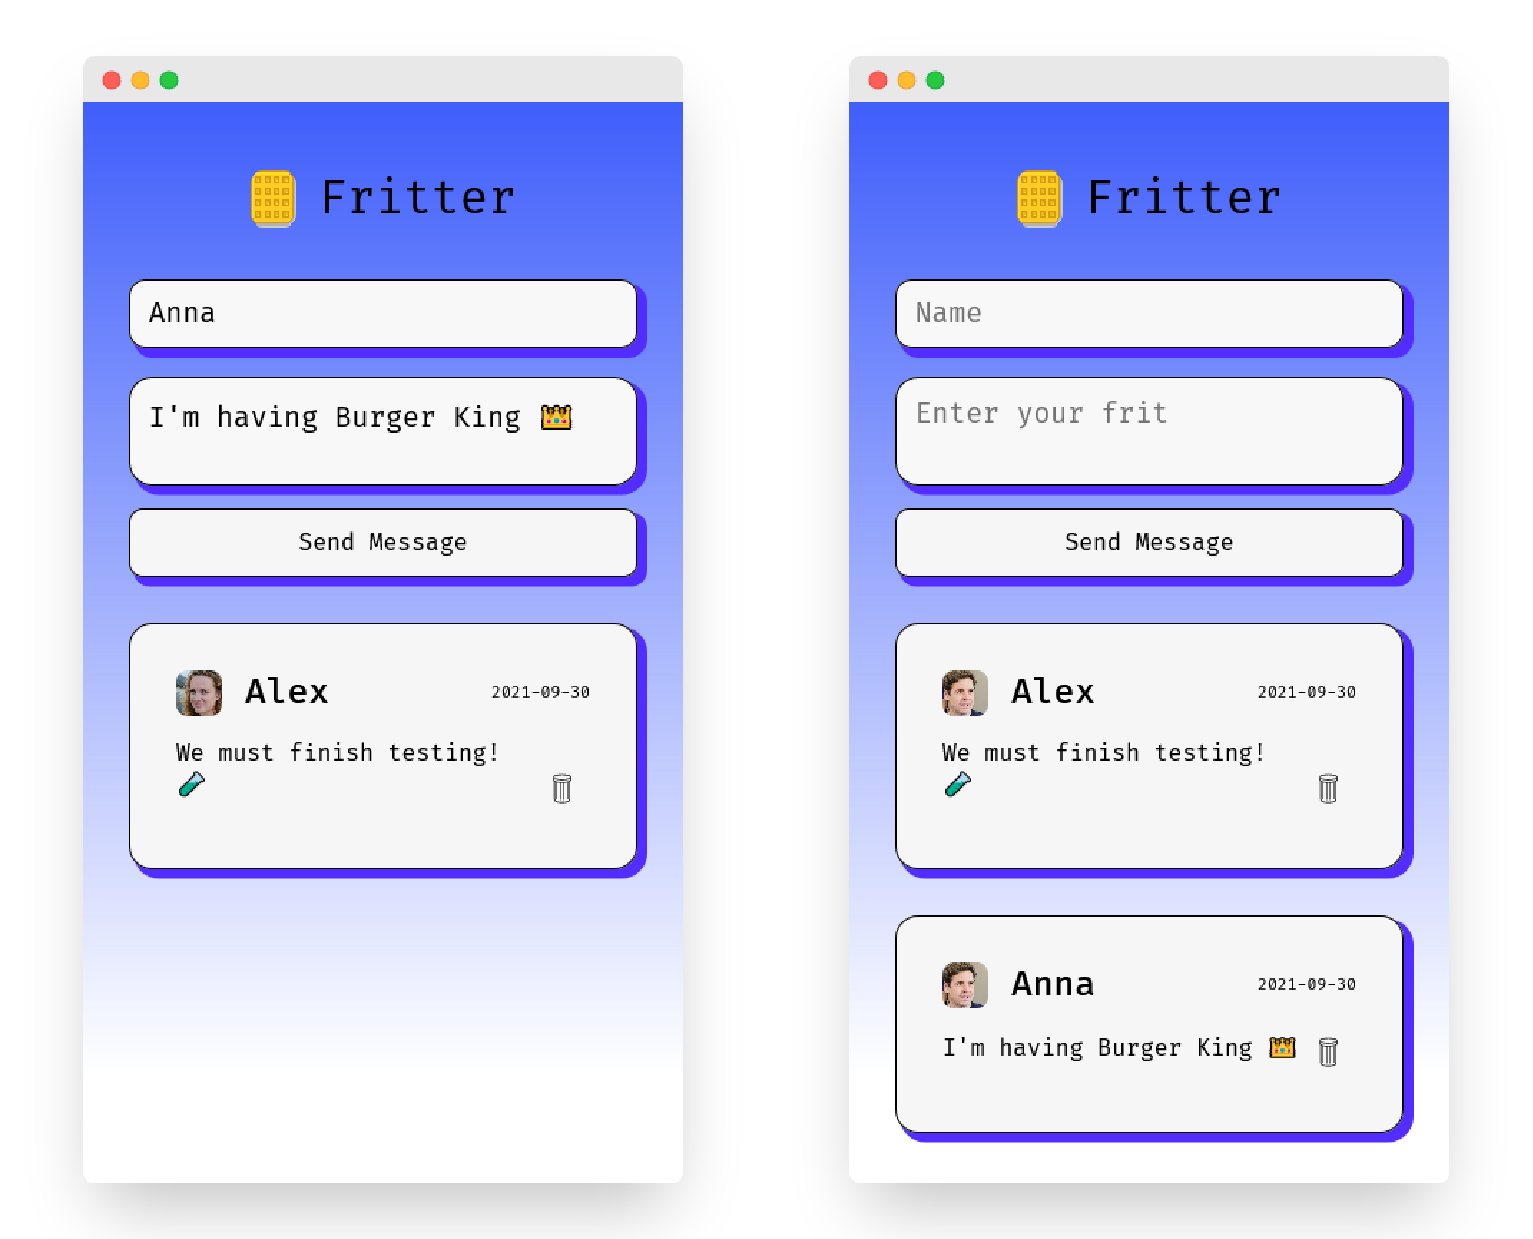 Fritter
Anna
I'm having Burger King 👑
Send Message
Alex 2021-09-30
We must finish testing!
🧪
Fritter
Name
Enter your frit
Send Message
Alex 2021-09-30
We must finish testing!
🧪
Anna 2021-09-30
I'm having Burger King 👑